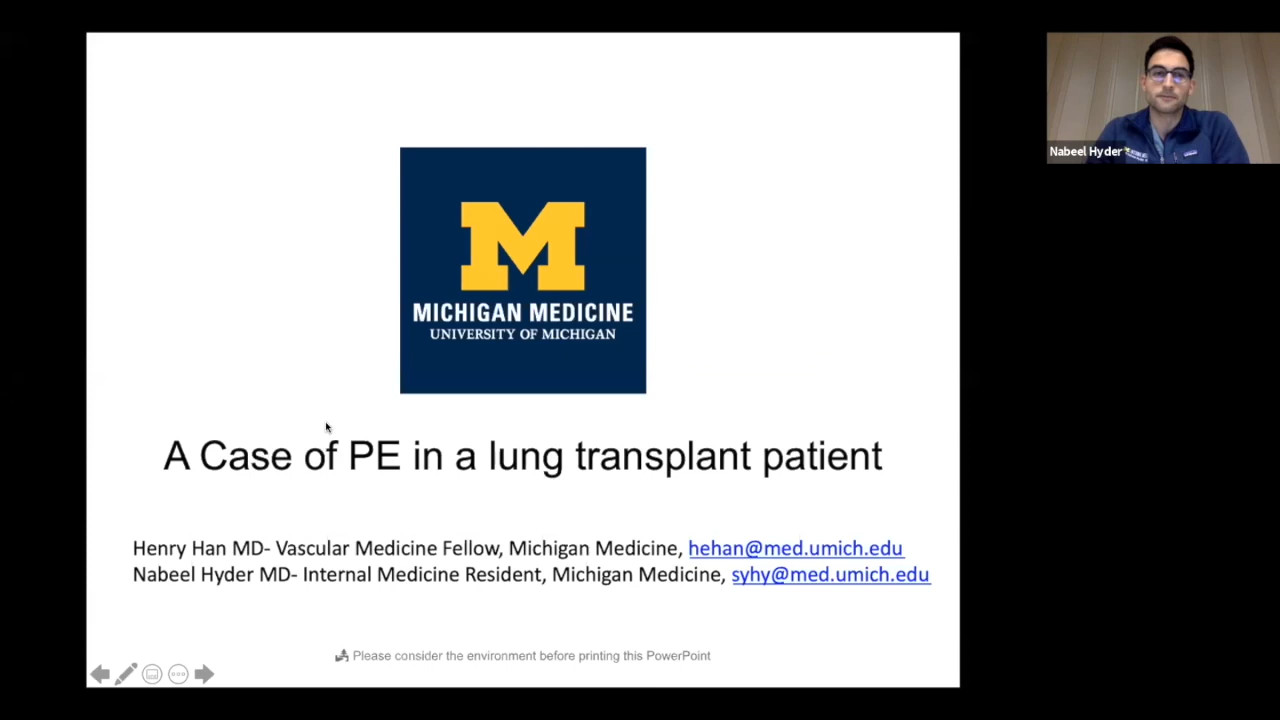 M
MICHIGAN MEDICINE
UNIVERSITY OF MICHIGAN
A Case of PE in a lung transplant patient
Henry Han MD- Vascular Medicine Fellow, Michigan Medicine, hehan@med.umich.edu
Nabeel Hyder MD- Internal Medicine Resident, Michigan Medicine, syhy@med.umich.edu
Please consider the environment before printing this PowerPoint
Nabeel Hyder